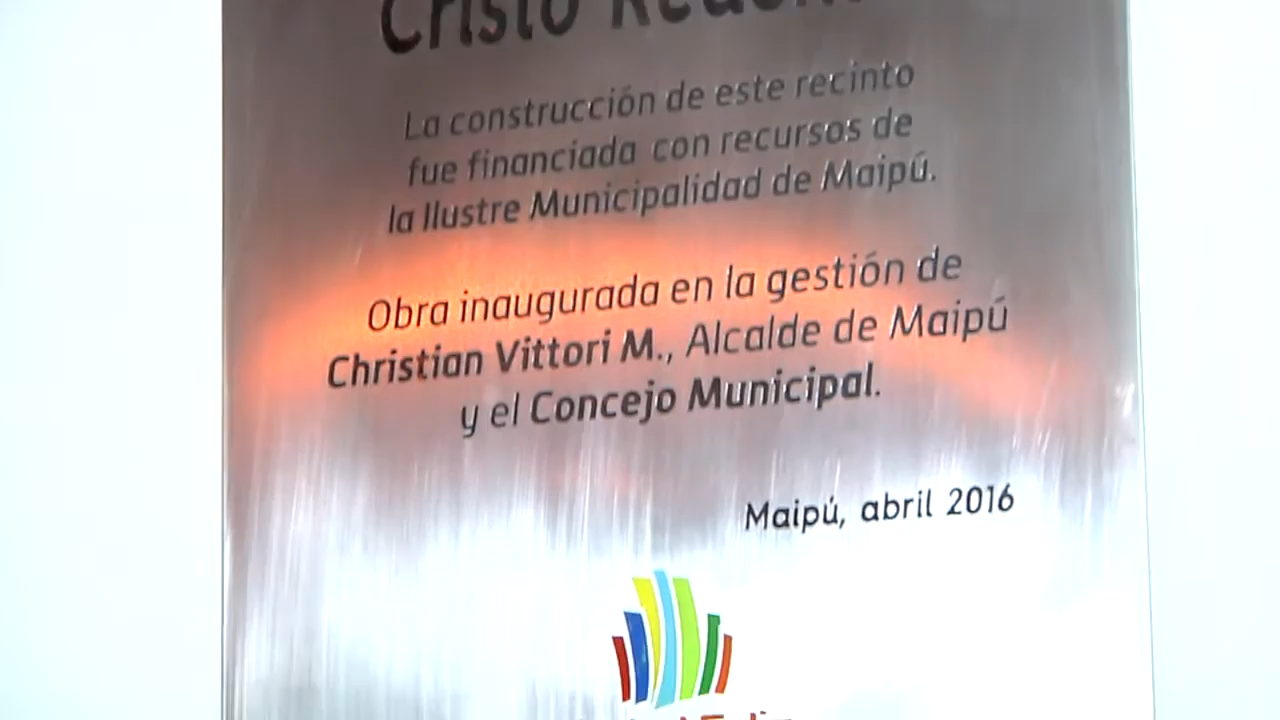 Cristo
La construcción de este recinto
fue financiada con recursos de
la Ilustre Municipalidad de Maipú.
Obra inaugurada en la gestión de
Christian Vittori M., Alcalde de Maipú
y el Concejo Municipal.
Maipú, abril 2016